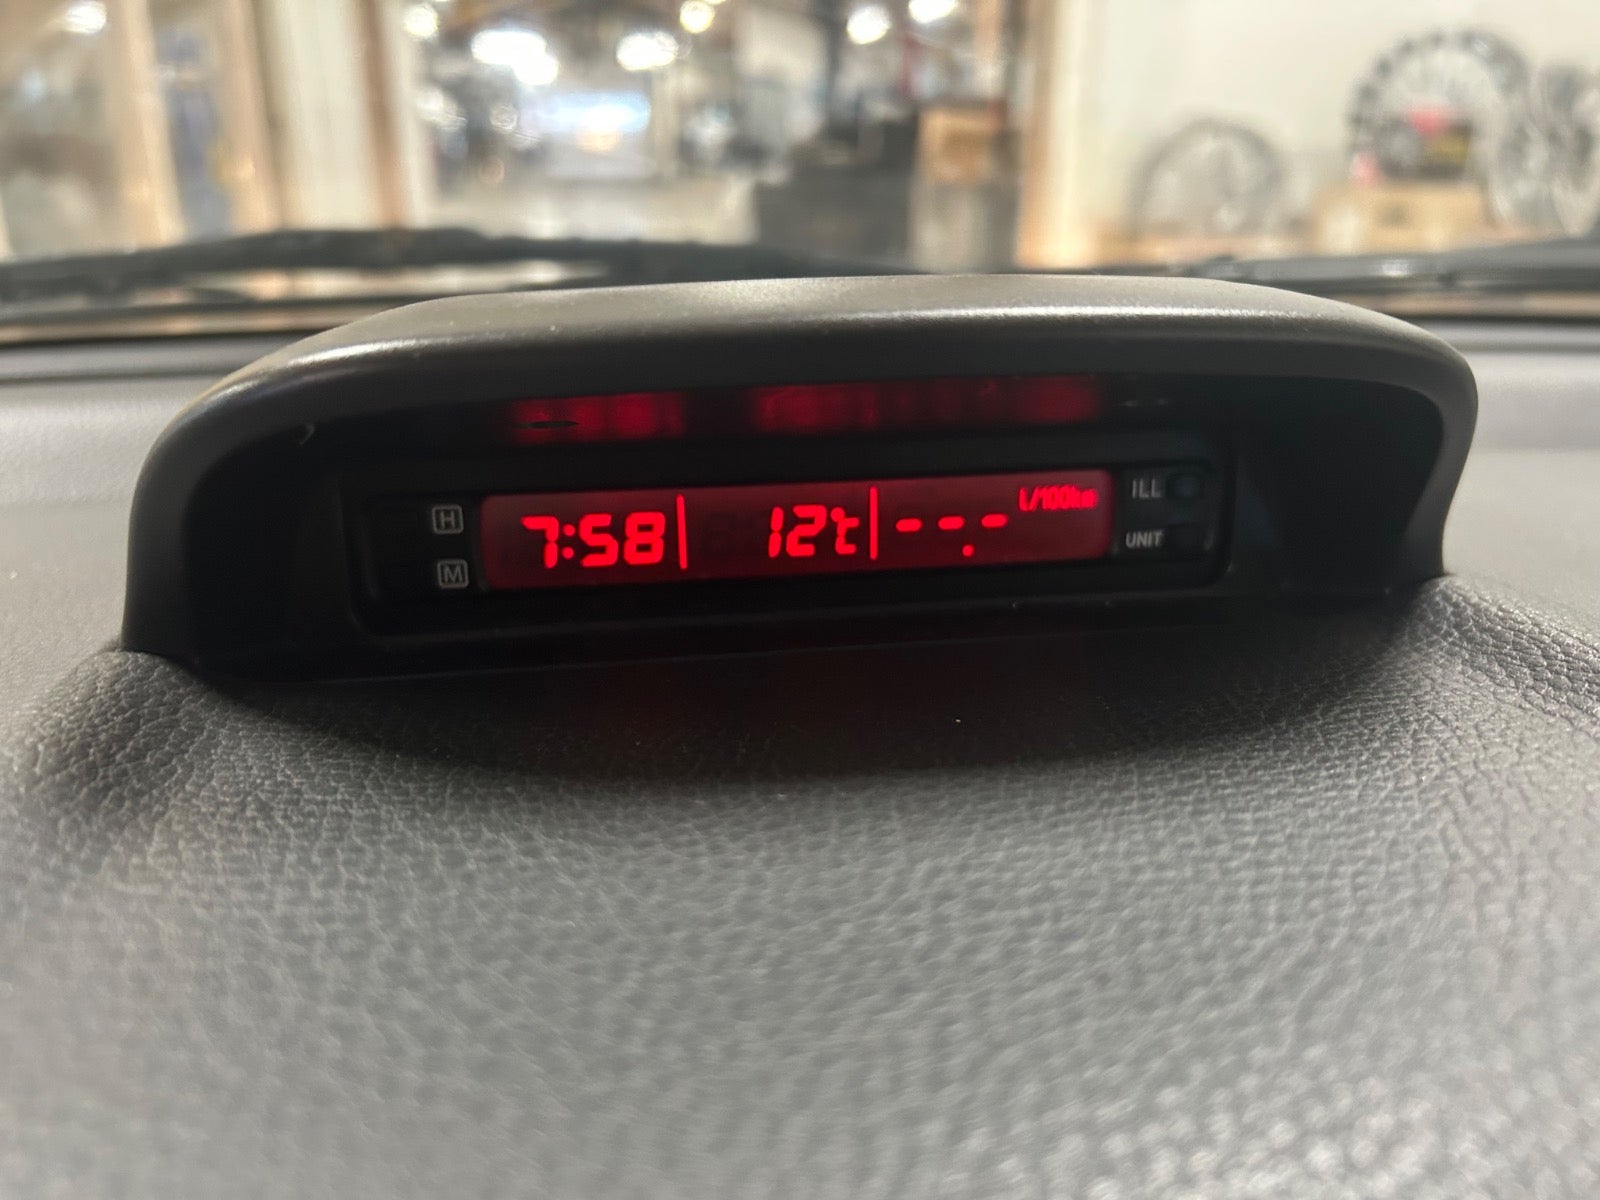 H
M
7:58 12℃ --.- L/100km
ILL
UNIT